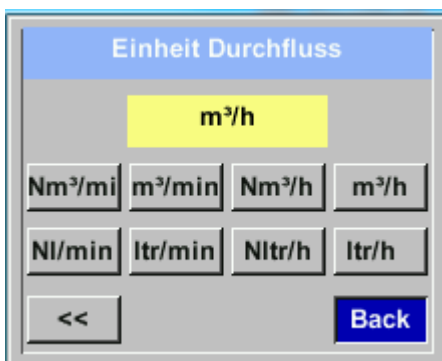 Einheit Durchfluss
m³/h
Nm³/mi m³/min Nm³/h m³/h
Nl/min ltr/min Nltr/h ltr/h
<< Back